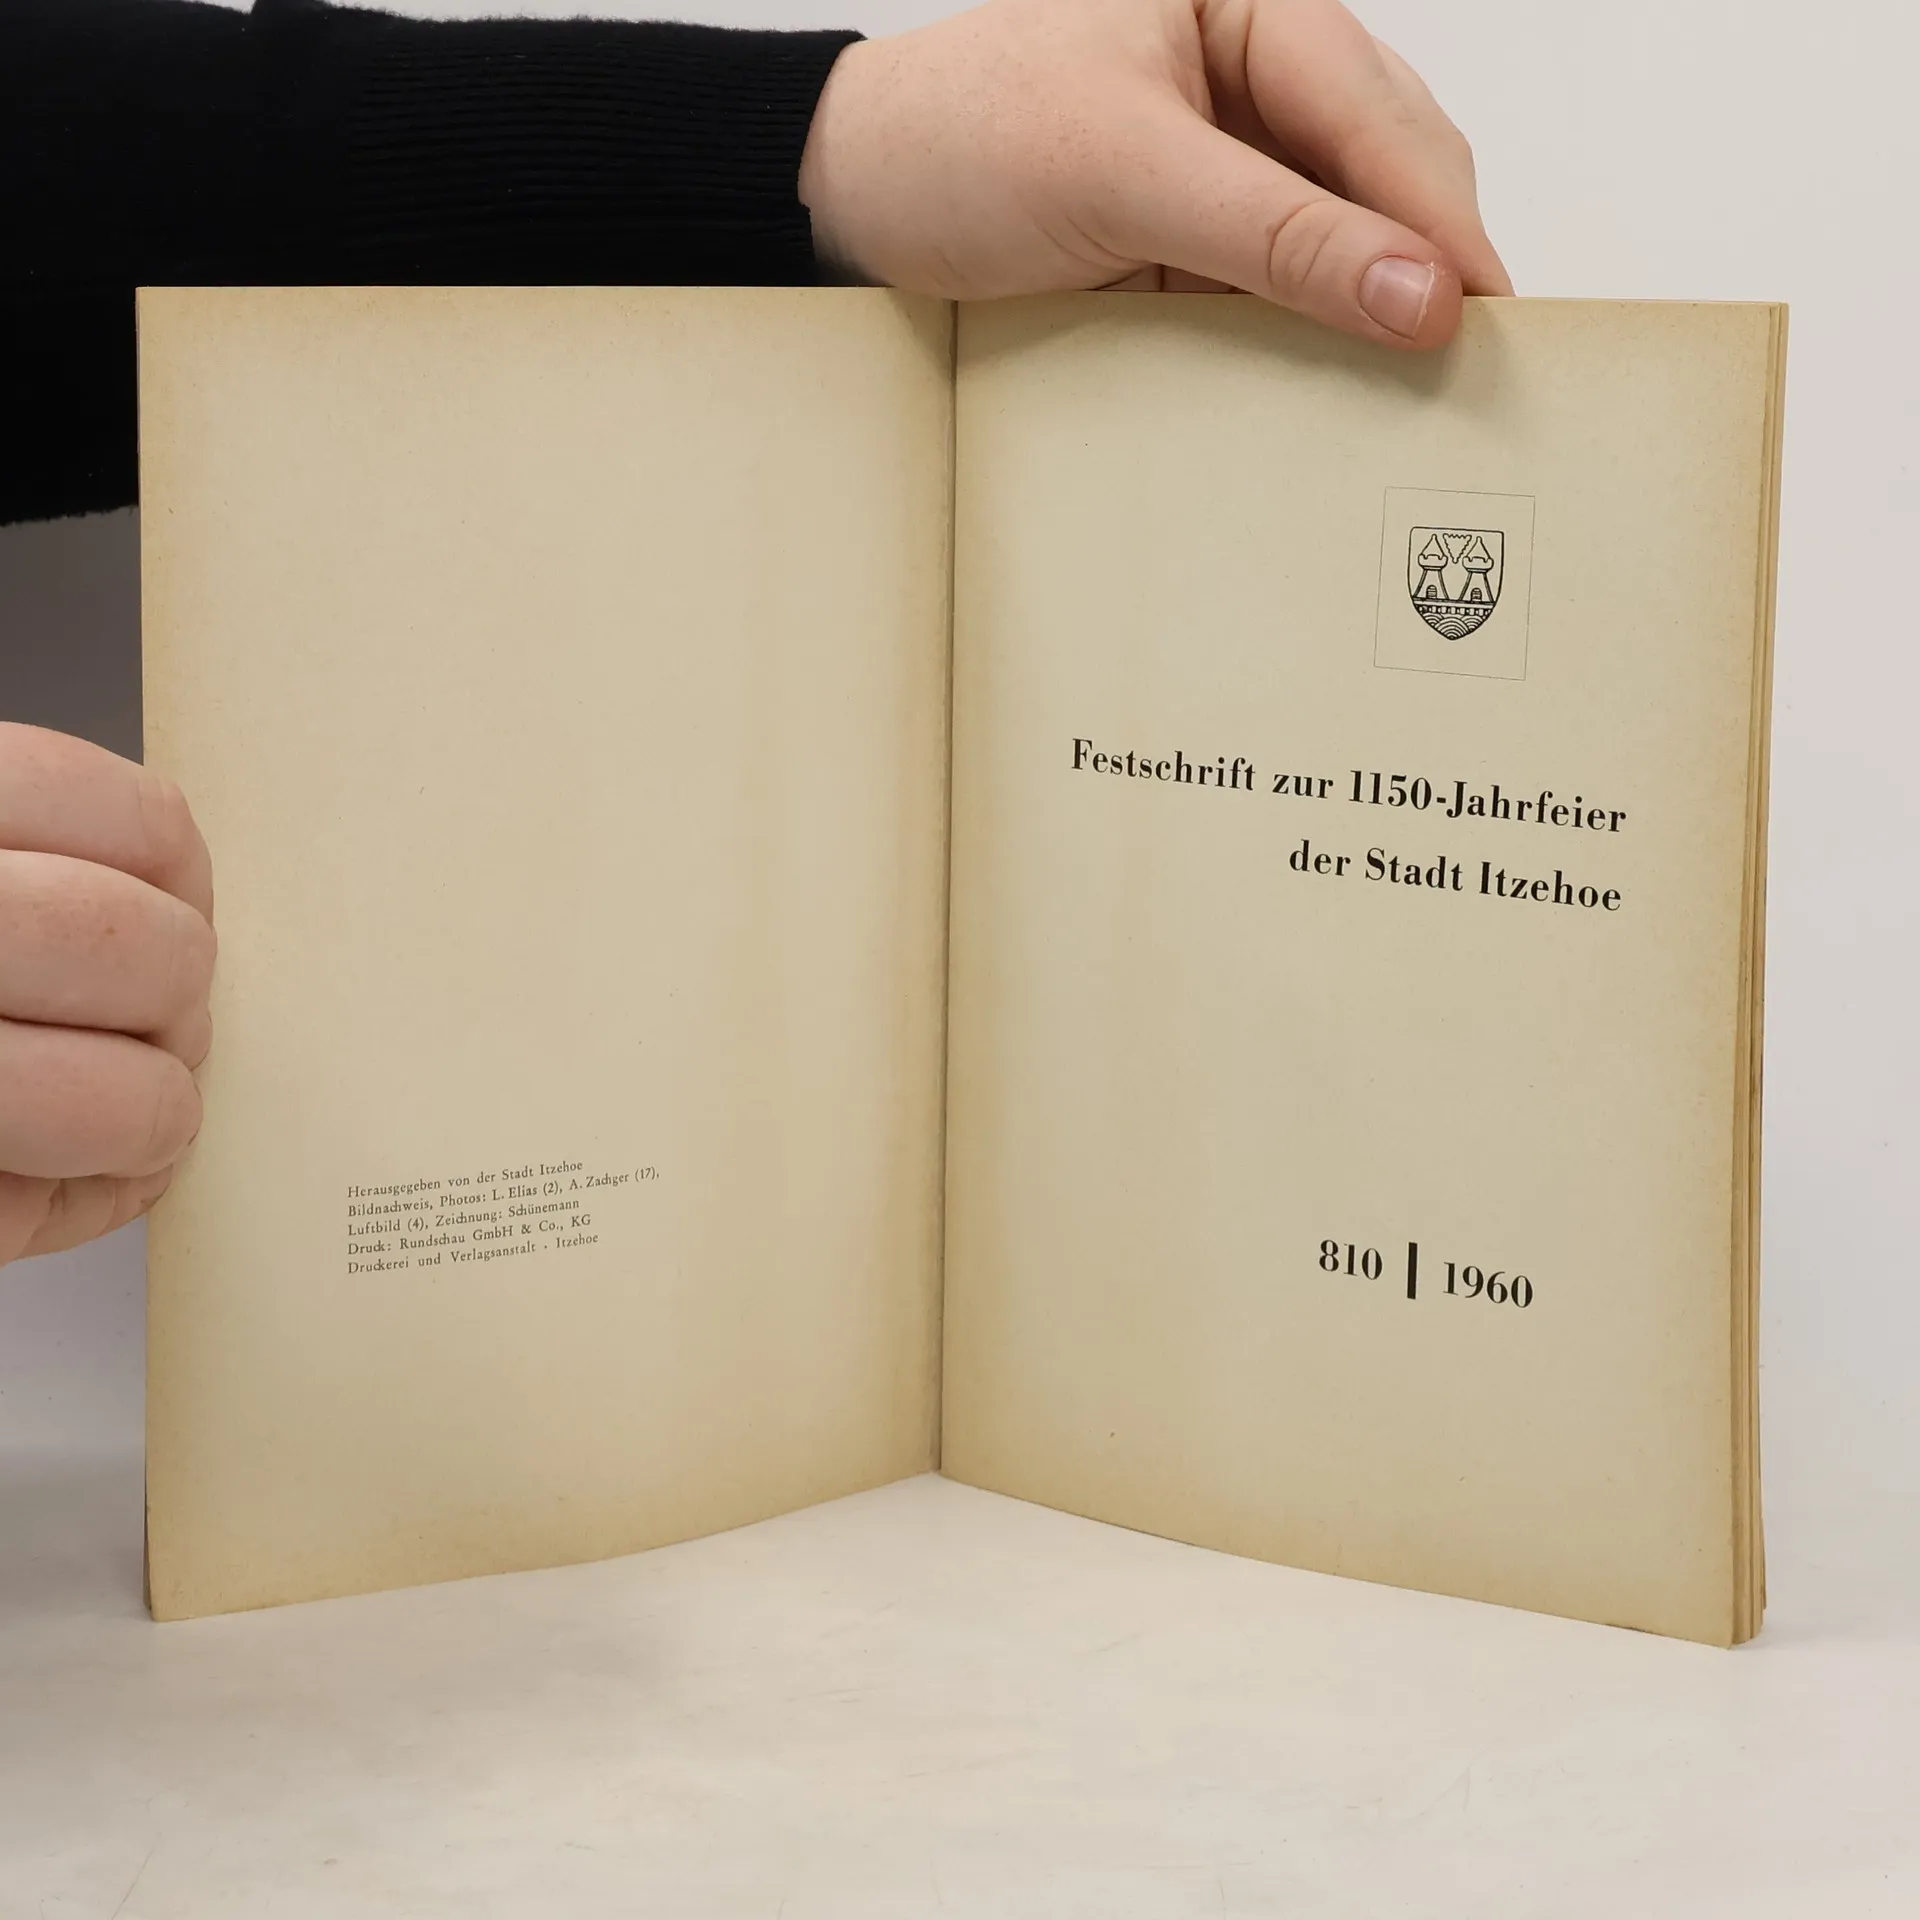 Herausgegeben von der Stadt Itzehoe
Bildnachweis, Photos: L. Elias (2), A. Zachger (17),
Luftbild (4), Zeichnung: Schünemann
Druck: Rundschau GmbH & Co., KG
Druckerei und Verlagsanstalt . Itzehoe
Festschrift zur 1150-Jahrfeier
der Stadt Itzehoe
810 | 1960